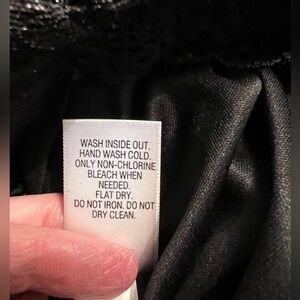 WASH INSIDE OUT.
HAND WASH COLD.
ONLY NON-CHLORINE
BLEACH WHEN
NEEDED.
FLAT DRY.
DO NOT IRON. DO NOT
DRY CLEAN.